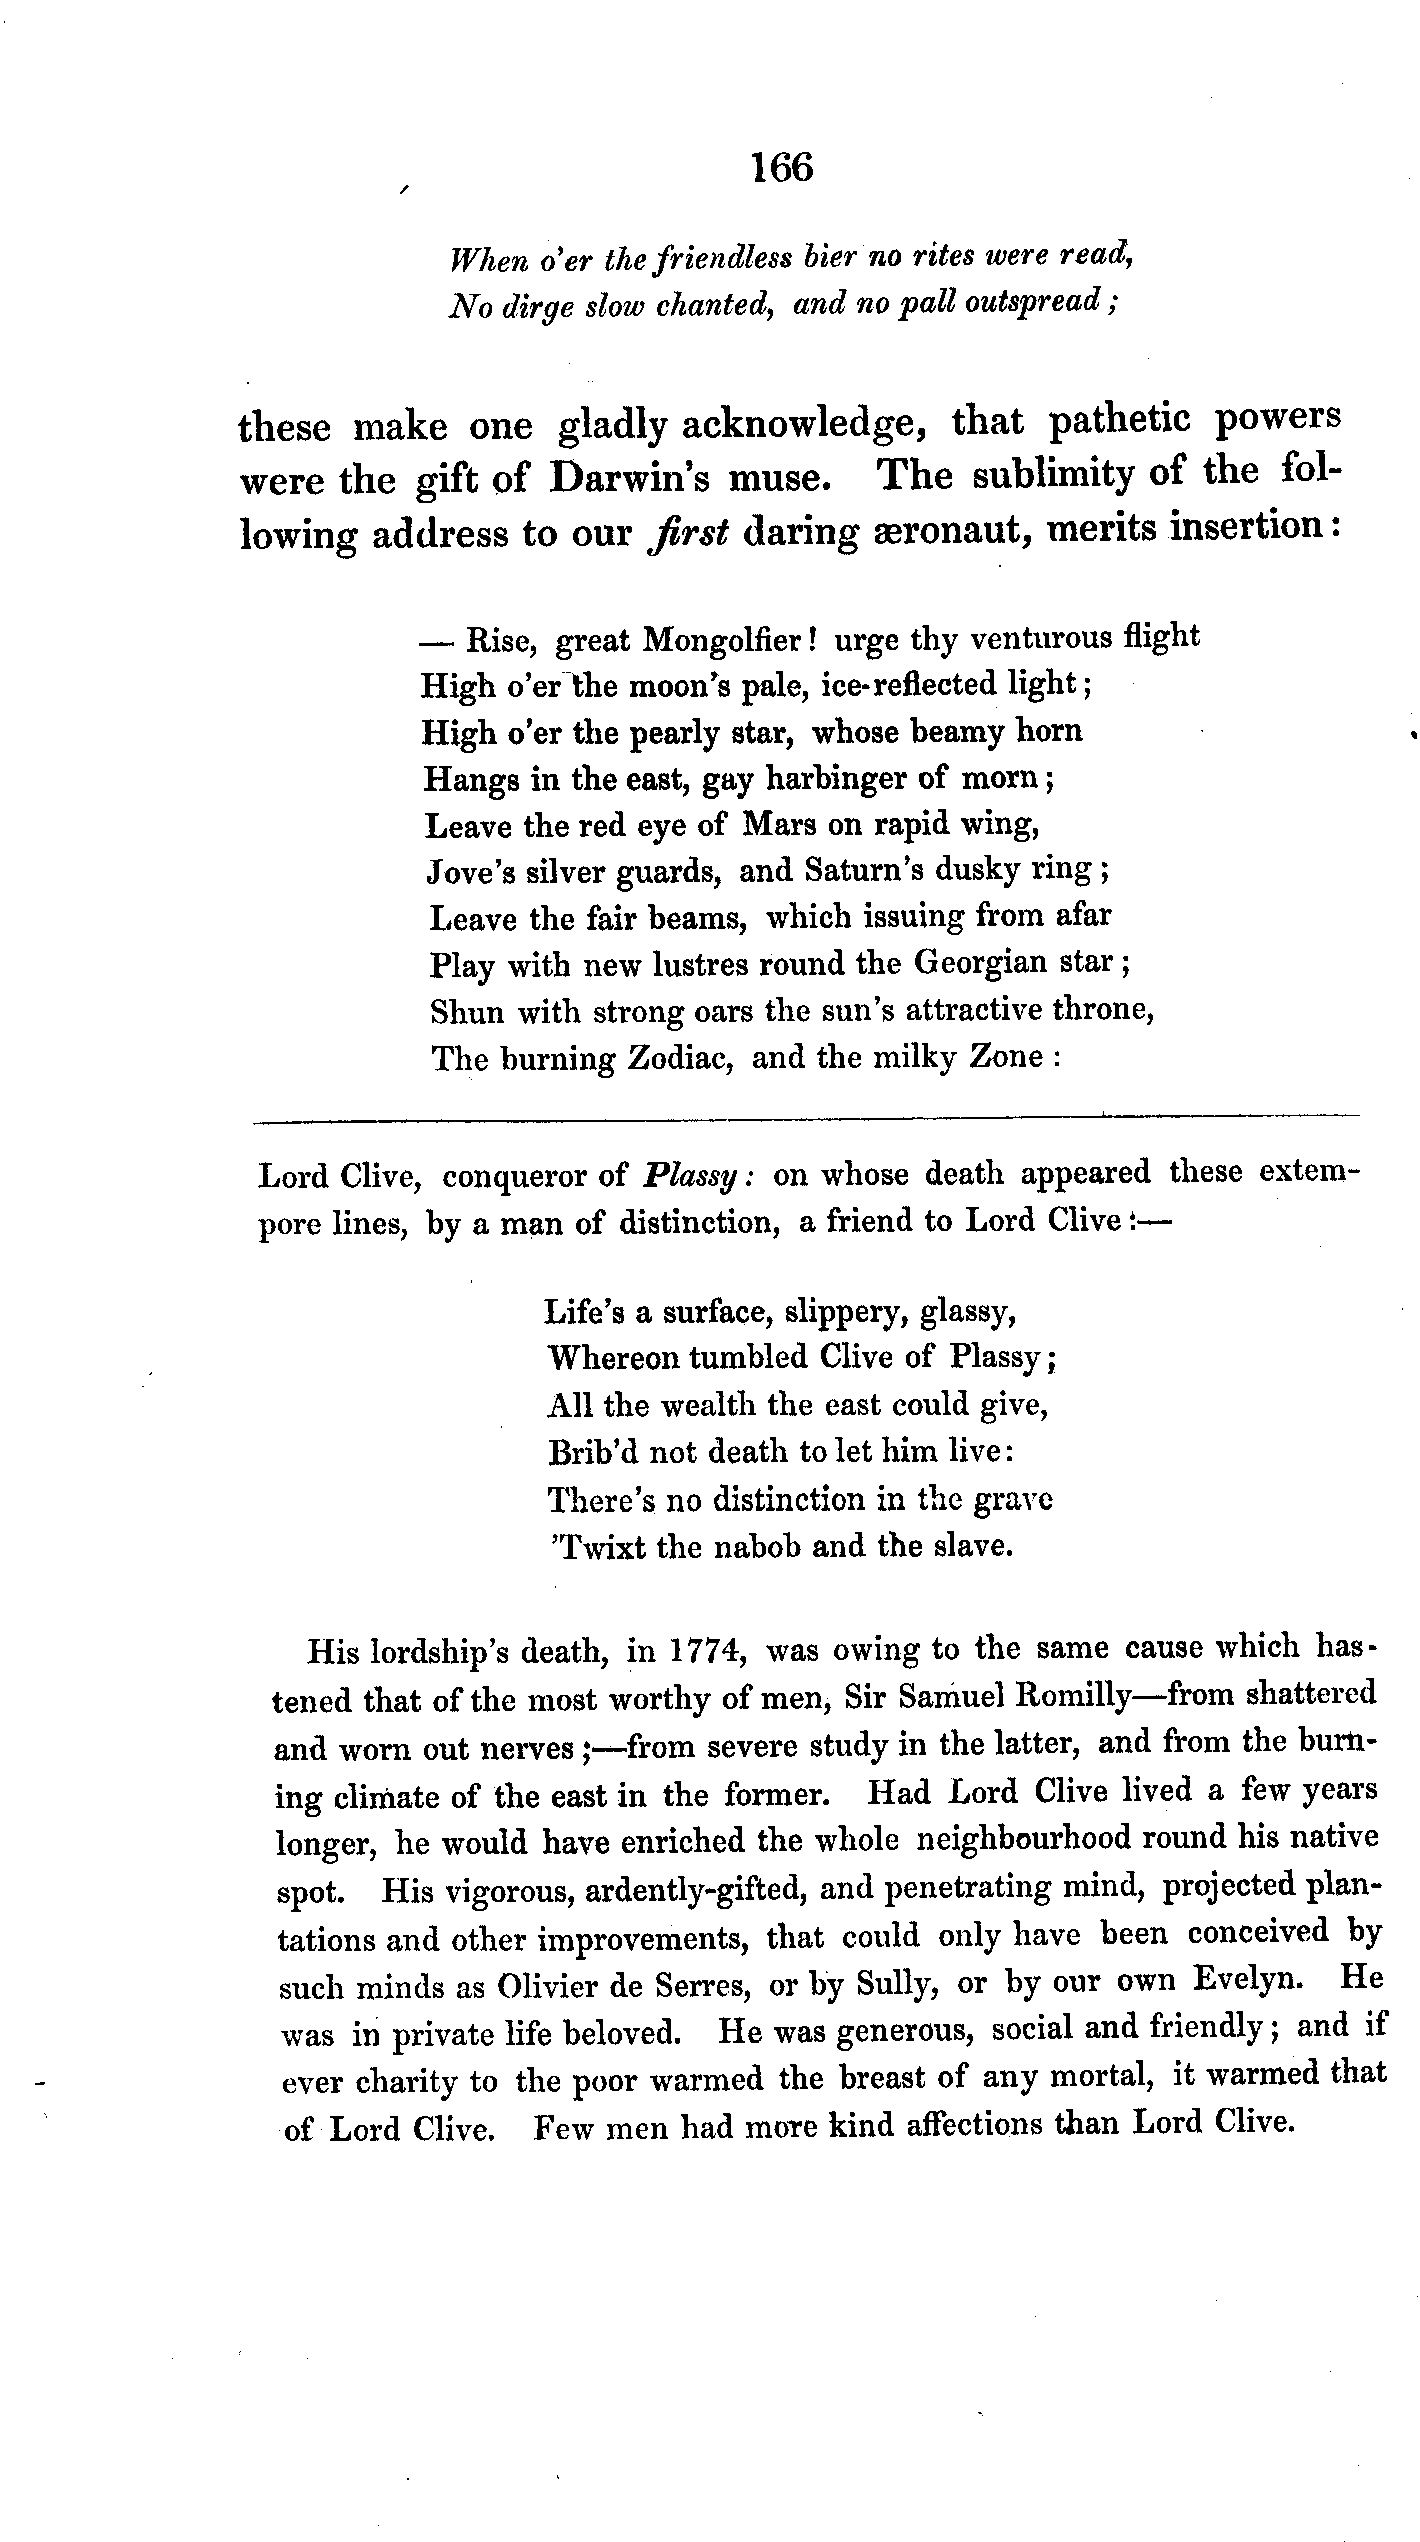 166
When o'er the friendless bier no rites were read,
No dirge slow chanted, and no pall outspread;
these make one gladly acknowledge, that pathetic powers
were the gift of Darwin's muse. The sublimity of the fol-
lowing address to our first daring æronaut, merits insertion:
— Rise, great Mongolfier! urge thy venturous flight
High o'er the moon's pale, ice-reflected light;
High o'er the pearly star, whose beamy horn
Hangs in the east, gay harbinger of morn;
Leave the red eye of Mars on rapid wing,
Jove's silver guards, and Saturn's dusky ring;
Leave the fair beams, which issuing from afar
Play with new lustres round the Georgian star;
Shun with strong oars the sun's attractive throne,
The burning Zodiac, and the milky Zone:
Lord Clive, conqueror of Plassy: on whose death appeared these extem-
pore lines, by a man of distinction, a friend to Lord Clive:—
Life's a surface, slippery, glassy,
Whereon tumbled Clive of Plassy;
All the wealth the east could give,
Brib'd not death to let him live:
There's no distinction in the grave
'Twixt the nabob and the slave.
His lordship's death, in 1774, was owing to the same cause which has-
tened that of the most worthy of men, Sir Samuel Romilly—from shattered
and worn out nerves;—from severe study in the latter, and from the burn-
ing climate of the east in the former. Had Lord Clive lived a few years
longer, he would have enriched the whole neighbourhood round his native
spot. His vigorous, ardently-gifted, and penetrating mind, projected plan-
tations and other improvements, that could only have been conceived by
such minds as Olivier de Serres, or by Sully, or by our own Evelyn. He
was in private life beloved. He was generous, social and friendly; and if
ever charity to the poor warmed the breast of any mortal, it warmed that
of Lord Clive. Few men had more kind affections than Lord Clive.